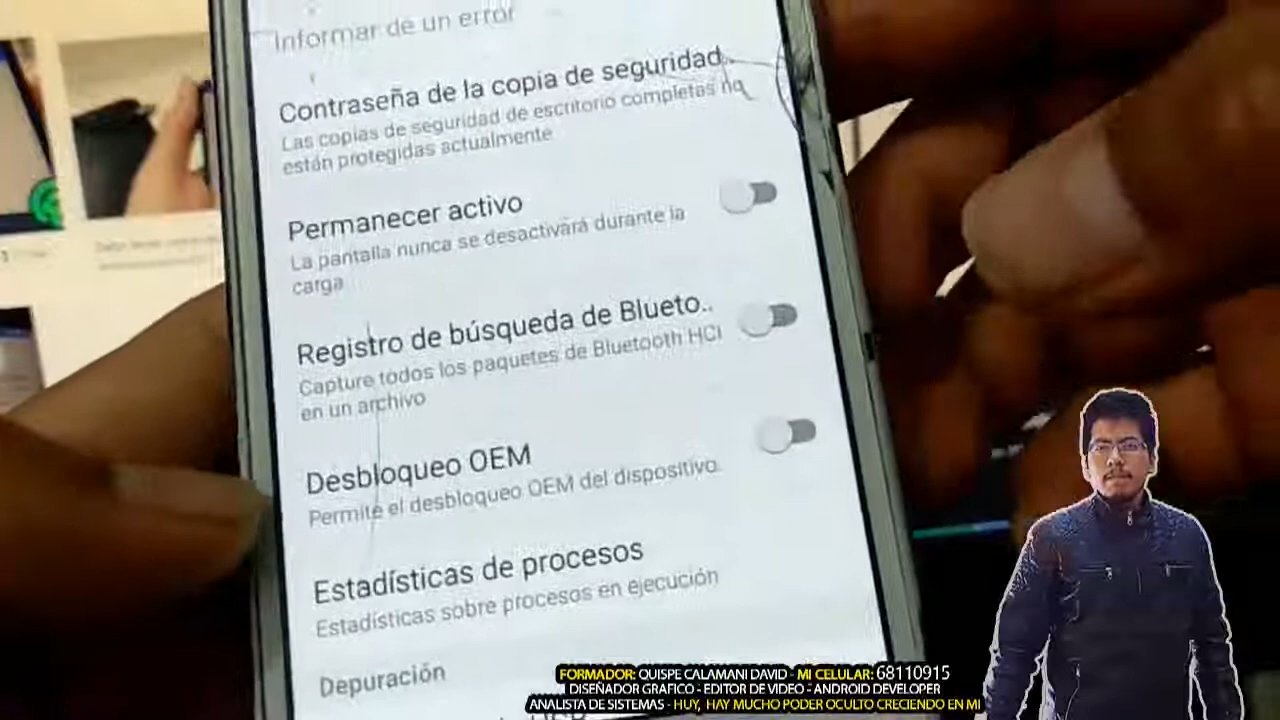 Informar de un error
Contraseña de la copia de seguridad..
Las copias de seguridad de escritorio completas no
están protegidas actualmente
Permanecer activo
La pantalla nunca se desactivará durante la
carga
Registro de búsqueda de Blueto..
Capture todos los paquetes de Bluetooth HCI
en un archivo
Desbloqueo OEM
Permite el desbloqueo OEM del dispositivo.
Estadísticas de procesos
Estadísticas sobre procesos en ejecución
Depuración
FORMADOR: QUISPE CALAMANI DAVID - MI CELULAR: 68110915
DISEÑADOR GRAFICO - EDITOR DE VIDEO - ANDROID DEVELOPER
ANALISTA DE SISTEMAS - HUY, HAY MUCHO PODER OCULTO CRECIENDO EN MI